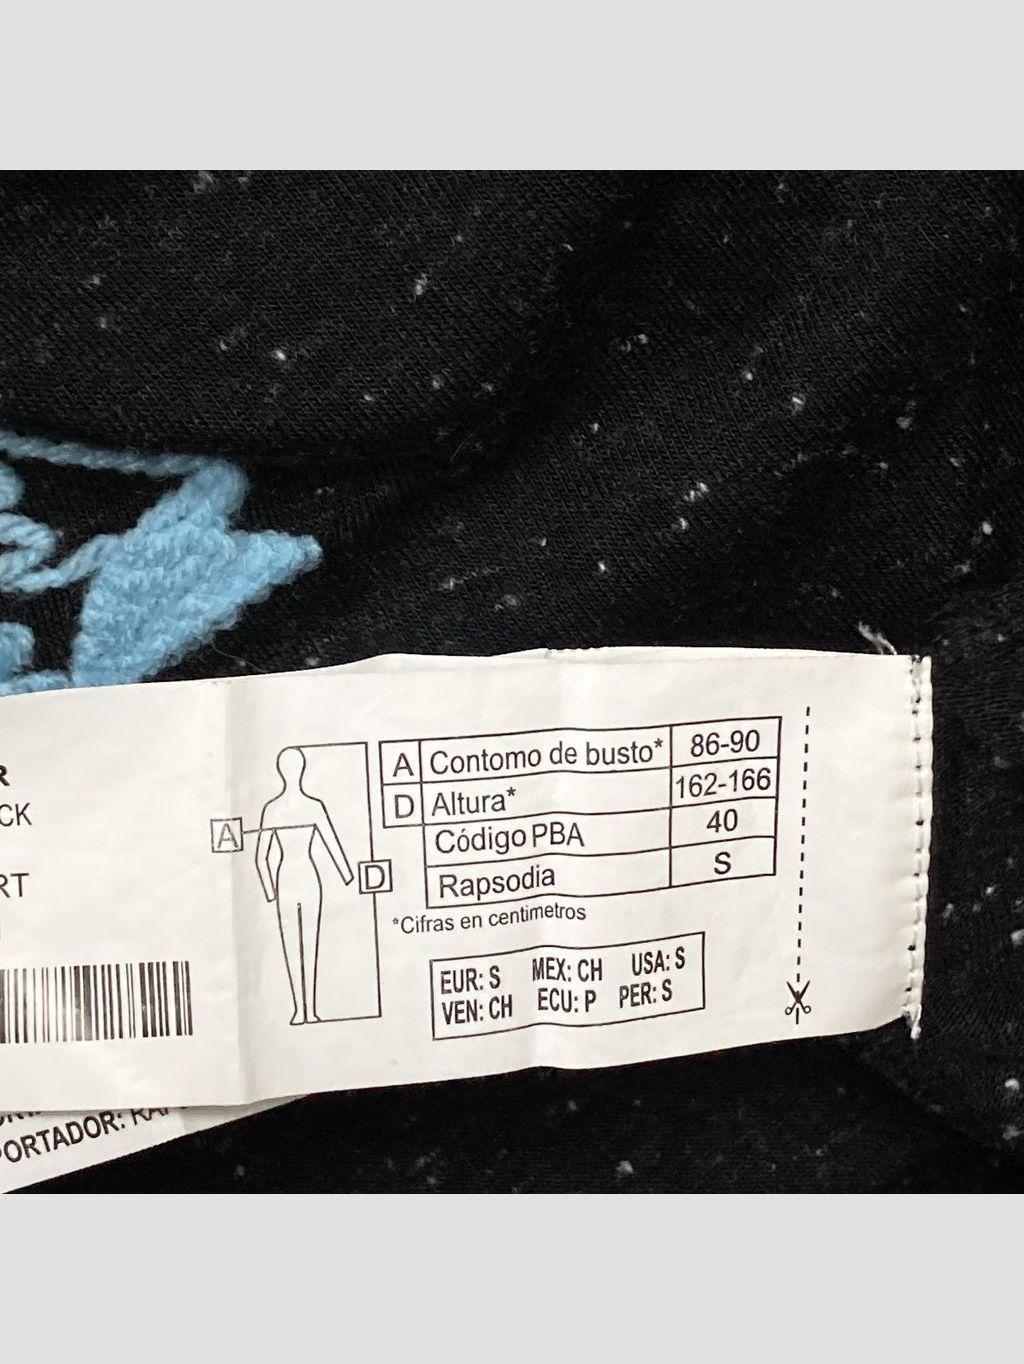 R
CK
RT
A
D
A Contomo de busto* 86-90
D Altura* 162-166
Código PBA 40
Rapsodia S
*Cifras en centimetros
EUR: S MEX: CH USA: S
VEN: CH ECU: P PER: S
PORTADOR: